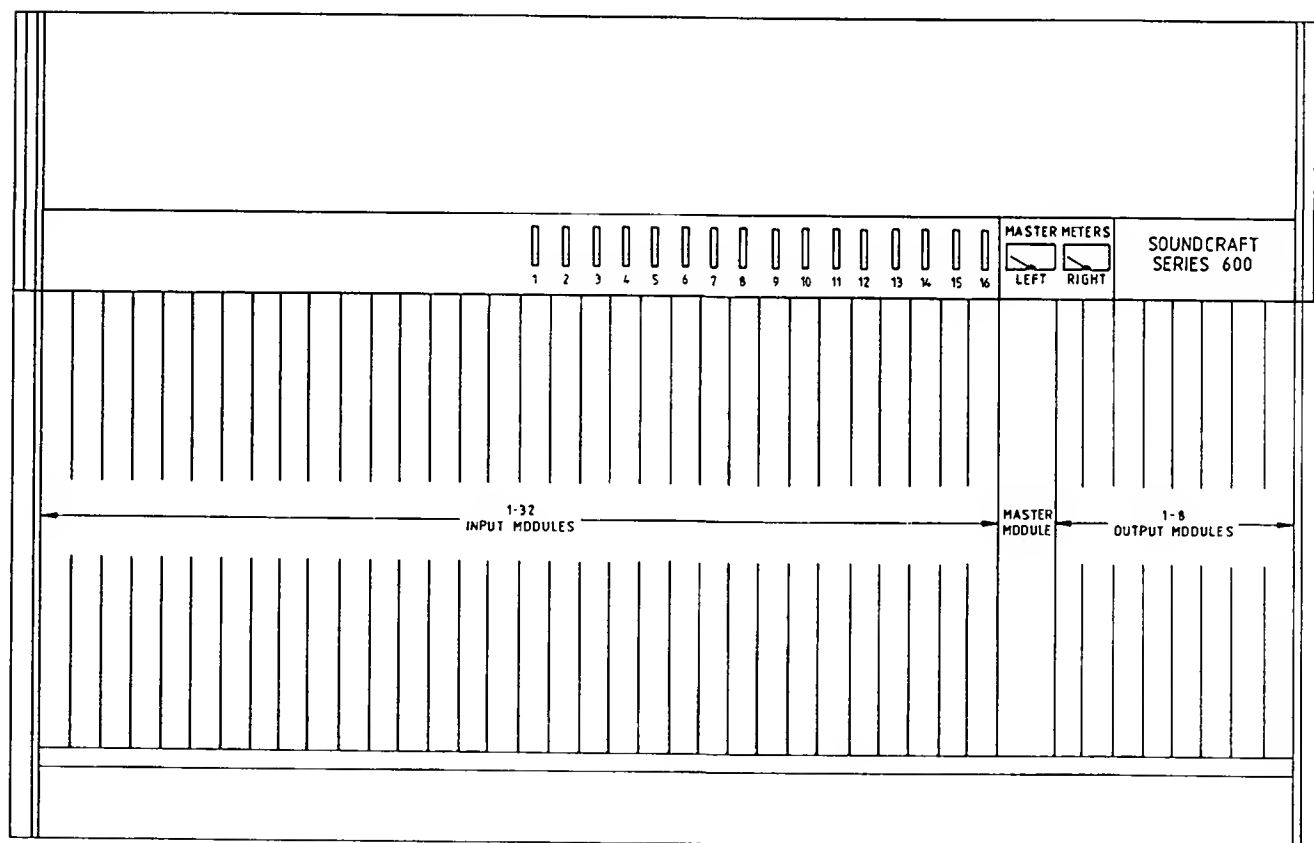 MASTER METERS
SOUNDCRAFT
SERIES 600
1 2 3 4 5 6 7 8 9 10 11 12 13 14 15 16
LEFT RIGHT
1-32
INPUT MODULES
MASTER
MODULE
1-8
OUTPUT MODULES